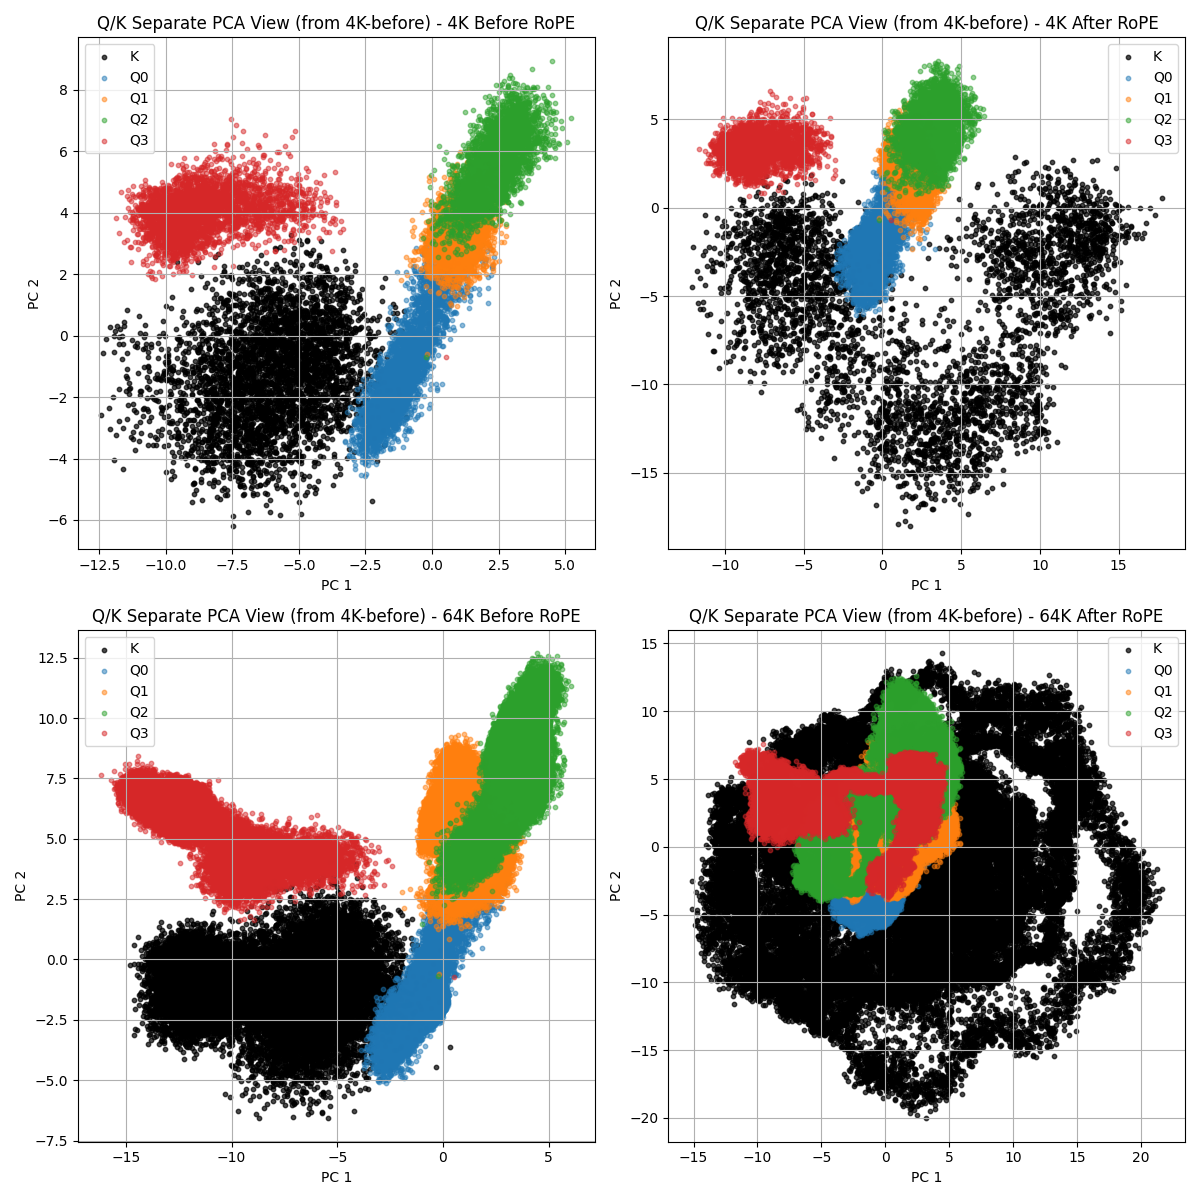 Q/K Separate PCA View (from 4K-before) - 4K Before RoPE
K
Q0
Q1
Q2
Q3
PC 2
8
6
4
2
0
−2
−4
−6
−12.5 −10.0 −7.5 −5.0 −2.5 0.0 2.5 5.0
PC 1
Q/K Separate PCA View (from 4K-before) - 4K After RoPE
K
Q0
Q1
Q2
Q3
PC 2
5
0
−5
−10
−15
−10 −5 0 5 10 15
PC 1
Q/K Separate PCA View (from 4K-before) - 64K Before RoPE
K
Q0
Q1
Q2
Q3
PC 2
12.5
10.0
7.5
5.0
2.5
0.0
−2.5
−5.0
−7.5
−15 −10 −5 0 5
PC 1
Q/K Separate PCA View (from 4K-before) - 64K After RoPE
K
Q0
Q1
Q2
Q3
PC 2
15
10
5
0
−5
−10
−15
−20
−15 −10 −5 0 5 10 15 20
PC 1